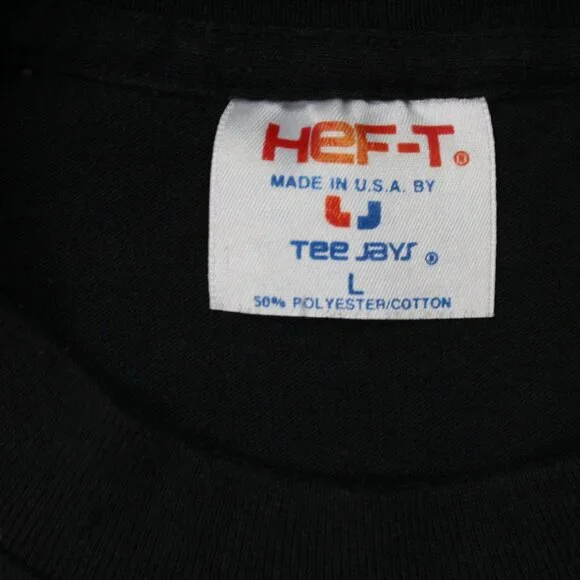 HeF-T®
MADE IN U.S.A. BY
Tee Jays ®
L
50% POLYESTER/COTTON